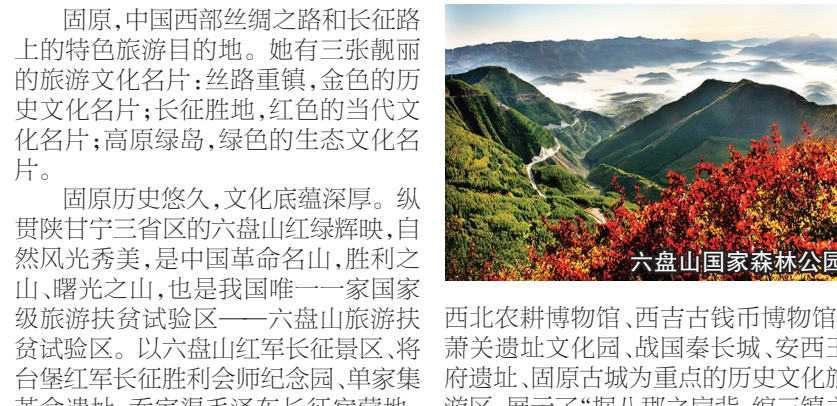 固原,中国西部丝绸之路和长征路
上的特色旅游目的地。她有三张靓丽
的旅游文化名片:丝路重镇,金色的历
史文化名片;长征胜地,红色的当代文
化名片;高原绿岛,绿色的生态文化名
片。
固原历史悠久,文化底蕴深厚。纵
贯陕甘宁三省区的六盘山红绿辉映,自
然风光秀美,是中国革命名山,胜利之
山、曙光之山,也是我国唯一一家国家
级旅游扶贫试验区——六盘山旅游扶
贫试验区。以六盘山红军长征景区、将
台堡红军长征胜利会师纪念园、单家集
六盘山国家森林公园
西北农耕博物馆、西吉古钱币博物馆
萧关遗址文化园、战国秦长城、安西王
府遗址、固原古城为重点的历史文化旅